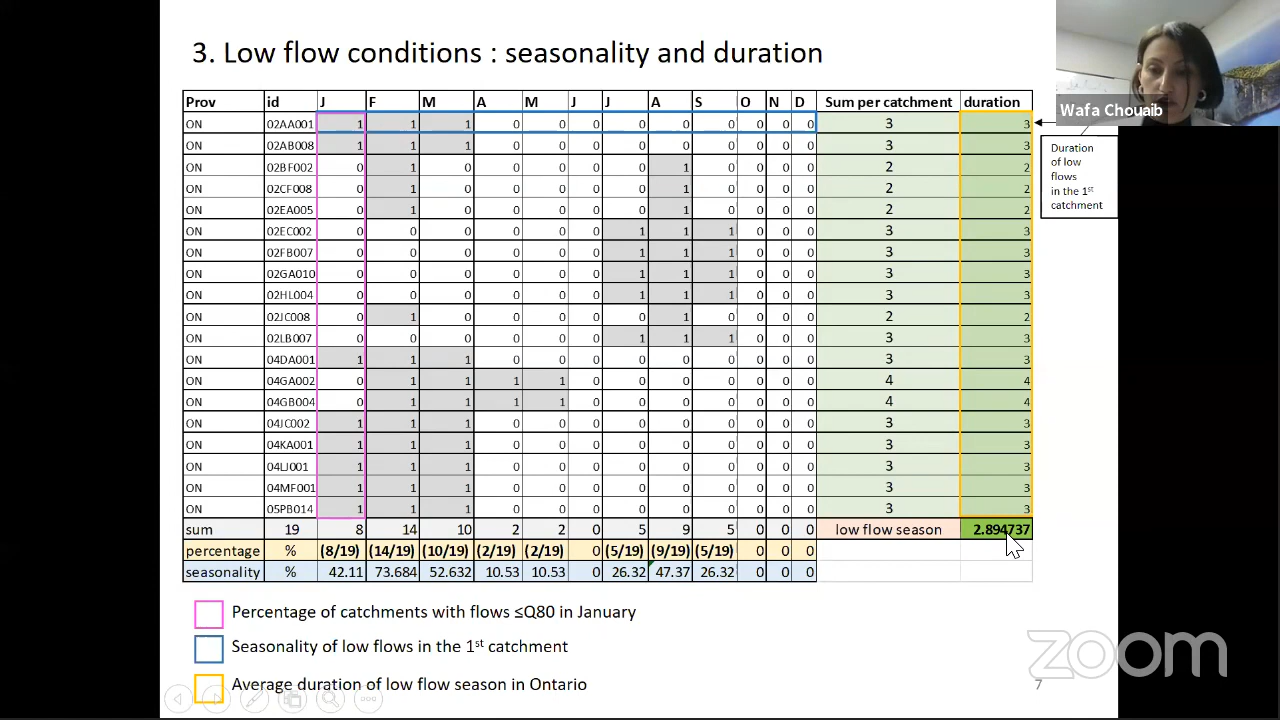 3. Low flow conditions : seasonality and duration
Wafa Chouaib
Prov id J F M A M J J A S O N D Sum per catchment duration
ON 02AA001 1 1 1 0 0 0 0 0 0 0 0 0 3 3
ON 02AB008 1 1 1 0 0 0 0 0 0 0 0 0 3 3
ON 02BF002 0 1 0 0 0 0 0 1 0 0 0 0 2 2
ON 02CF008 0 1 0 0 0 0 0 1 0 0 0 0 2 2
ON 02EA005 0 1 0 0 0 0 0 1 0 0 0 0 2 2
ON 02EC002 0 0 0 0 0 0 1 1 1 0 0 0 3 3
ON 02FB007 0 0 0 0 0 0 1 1 1 0 0 0 3 3
ON 02GA010 0 0 0 0 0 0 1 1 1 0 0 0 3 3
ON 02HL004 0 0 0 0 0 0 1 1 1 0 0 0 3 3
ON 02JC008 0 1 0 0 0 0 0 1 0 0 0 0 2 2
ON 02LB007 0 0 0 0 0 0 1 1 1 0 0 0 3 3
ON 04DA001 1 1 1 0 0 0 0 0 0 0 0 0 3 3
ON 04GA002 0 1 1 1 1 0 0 0 0 0 0 0 4 4
ON 04GB004 0 1 1 1 1 0 0 0 0 0 0 0 4 4
ON 04JC002 1 1 1 0 0 0 0 0 0 0 0 0 3 3
ON 04KA001 1 1 1 0 0 0 0 0 0 0 0 0 3 3
ON 04LJ001 1 1 1 0 0 0 0 0 0 0 0 0 3 3
ON 04MF001 1 1 1 0 0 0 0 0 0 0 0 0 3 3
ON 05PB014 1 1 1 0 0 0 0 0 0 0 0 0 3 3
sum 19 8 14 10 2 2 0 5 9 5 0 0 0 low flow season 2.894737
percentage % (8/19) (14/19) (10/19) (2/19) (2/19) 0 (5/19) (9/19) (5/19) 0 0 0
seasonality % 42.11 73.684 52.632 10.53 10.53 0 26.32 47.37 26.32 0 0 0
Duration
of low
flows
in the 1st
catchment
Percentage of catchments with flows ≤Q80 in January
Seasonality of low flows in the 1st catchment
Average duration of low flow season in Ontario
zoom
7